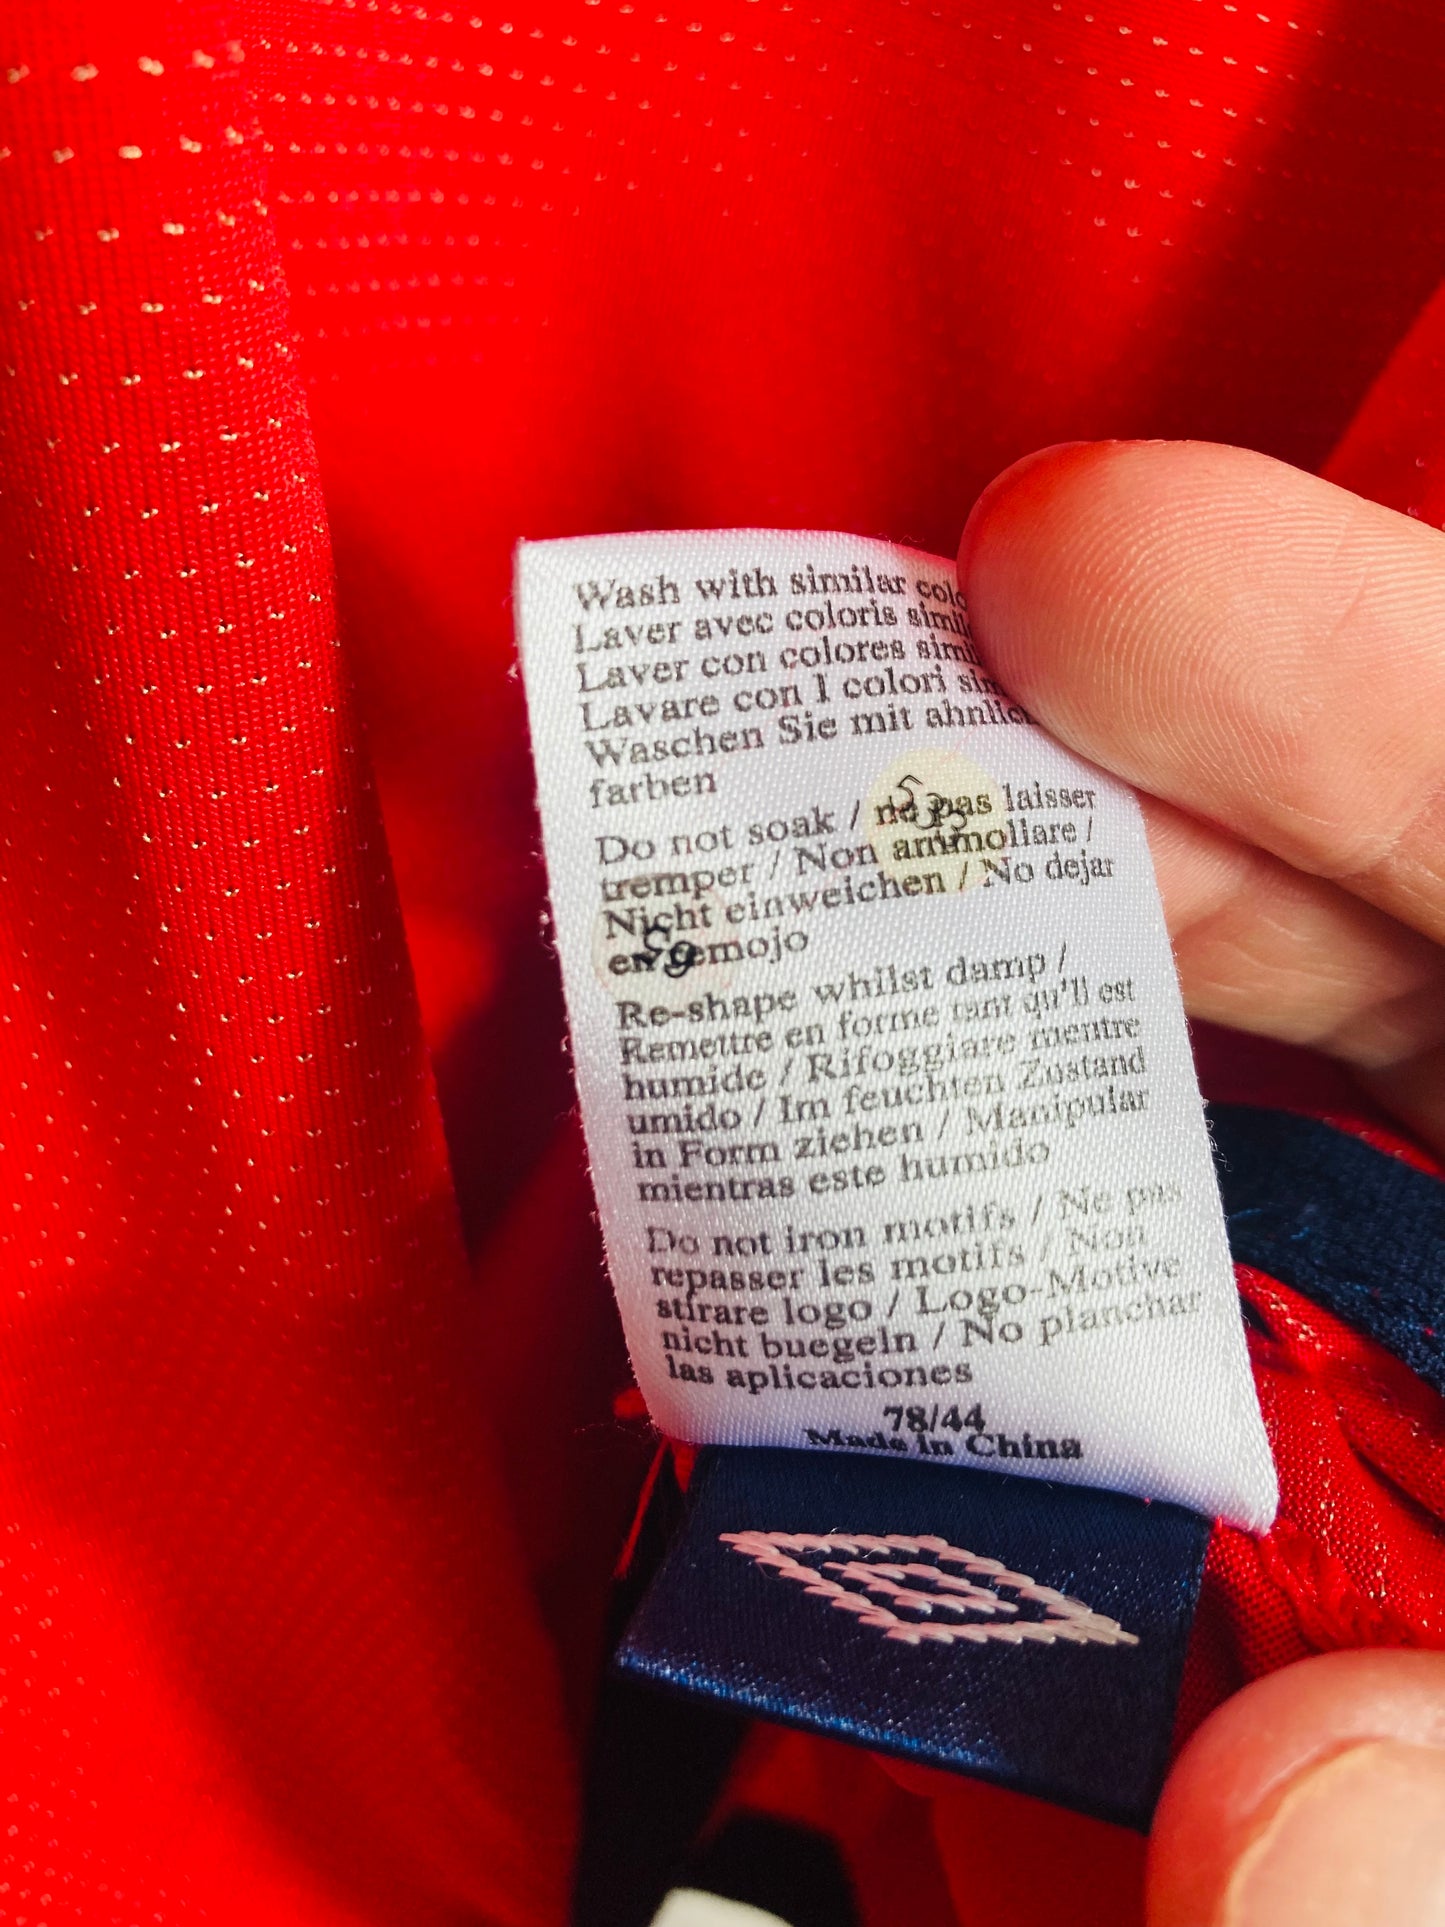 Wash with similar colo
Laver avec coloris simil
Laver con colores simi
Lavare con I colori sim
Waschen Sie mit ahnlic
farben
Do not soak / ne pas laisser
tremper / Non ammollare /
Nicht einweichen / No dejar
en remojo
Re-shape whilst damp /
Remettre en forme tant qu'il est
humide / Rifoggiare mentre
umido / Im feuchten Zustand
in Form ziehen / Manipular
mientras este humido
Do not iron motifs / Ne pas
repasser les motifs / Non
stirare logo / Logo-Motive
nicht buegeln / No planchar
las aplicaciones
78/44
Made in China